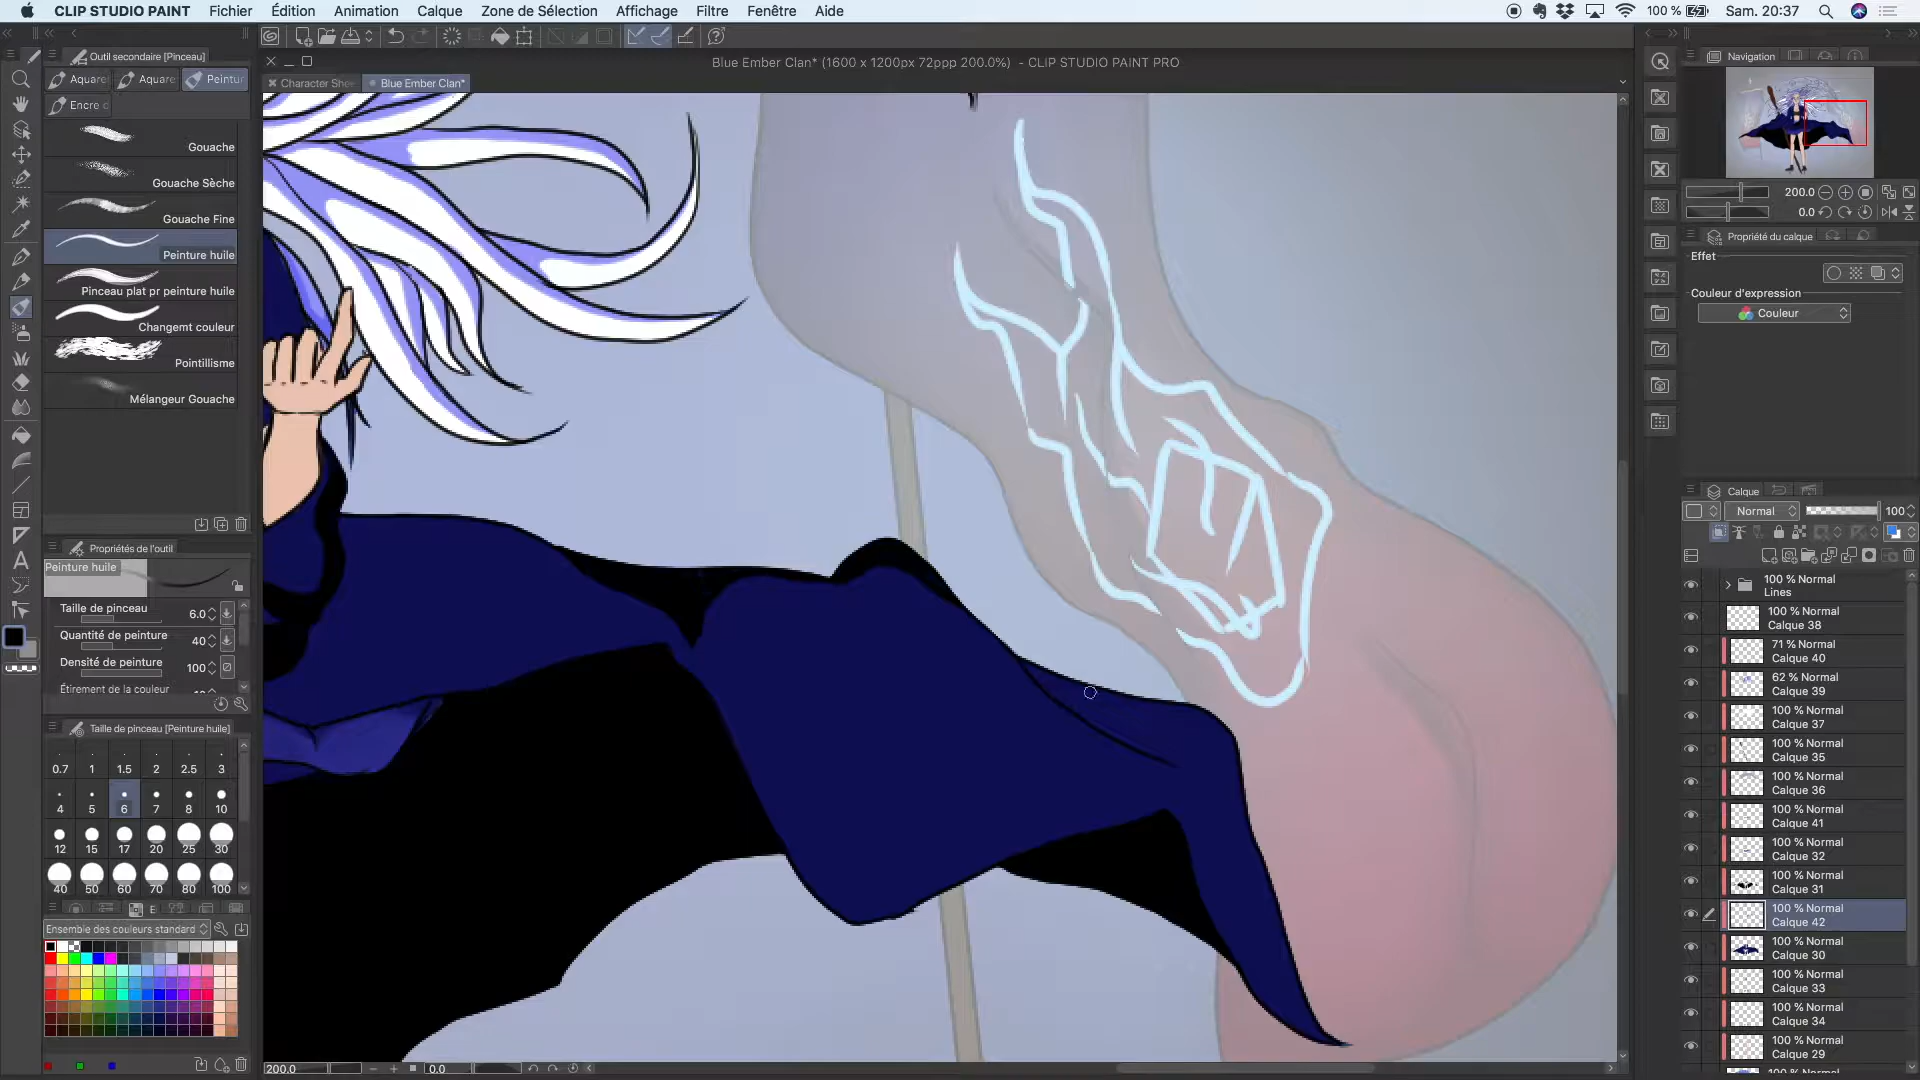 CLIP STUDIO PAINT Fichier Édition Animation Calque Zone de Sélection Affichage Filtre Fenêtre Aide 100 % Sam. 20:37
Outil secondaire [Pinceau]
Aquare Aquare Peintur
Encre
Gouache
Gouache Sèche
Gouache Fine
Peinture huile
Pinceau plat pr peinture huile
Changemt couleur
Pointillisme
Mélangeur Gouache
Propriétés de l'outil
Peinture huile
Taille de pinceau 6.0
Quantité de peinture 40
Densité de peinture 100
Étirement de la couleur
Taille de pinceau [Peinture huile]
0.7 1 1.5 2 2.5 3
4 5 6 7 8 10
12 15 17 20 25 30
40 50 60 70 80 100
E
Ensemble des couleurs standard
Blue Ember Clan* (1600 x 1200px 72ppp 200.0%) - CLIP STUDIO PAINT PRO
Character She
Blue Ember Clan*
200.0 0.0
Navigation
200.0
0.0
Propriété du calque
Effet
Couleur d'expression
Couleur
Calque
Normal 100
100 % Normal
Lines
100 % Normal
Calque 38
71 % Normal
Calque 40
62 % Normal
Calque 39
100 % Normal
Calque 37
100 % Normal
Calque 35
100 % Normal
Calque 36
100 % Normal
Calque 41
100 % Normal
Calque 32
100 % Normal
Calque 31
100 % Normal
Calque 42
100 % Normal
Calque 30
100 % Normal
Calque 33
100 % Normal
Calque 34
100 % Normal
Calque 29
100 % Normal